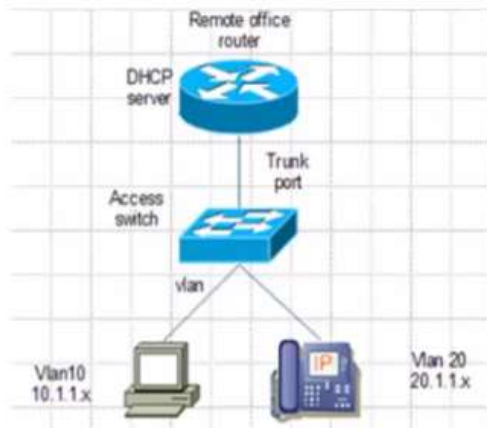 Remote office
router
DHCP
server
Trunk
port
Access
switch
vlan
IP
Vlan10
10.1.1.x
Vlan 20
20.1.1.x